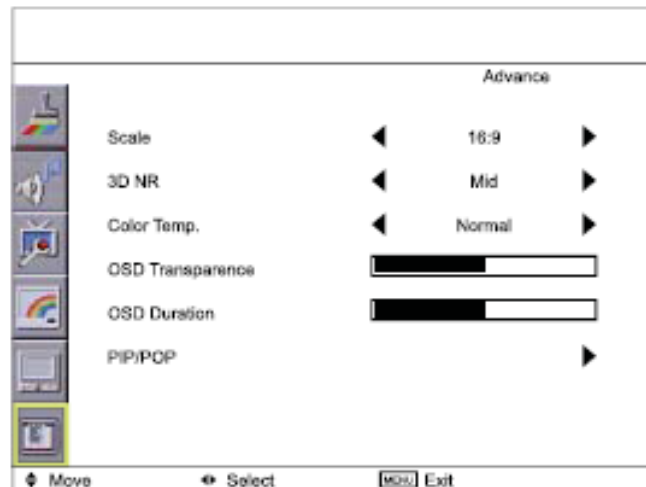 Advance
Scale 16:9
3D NR Mid
Color Temp. Normal
OSD Transparence
OSD Duration
PIP/POP
Move Select MENU Exit